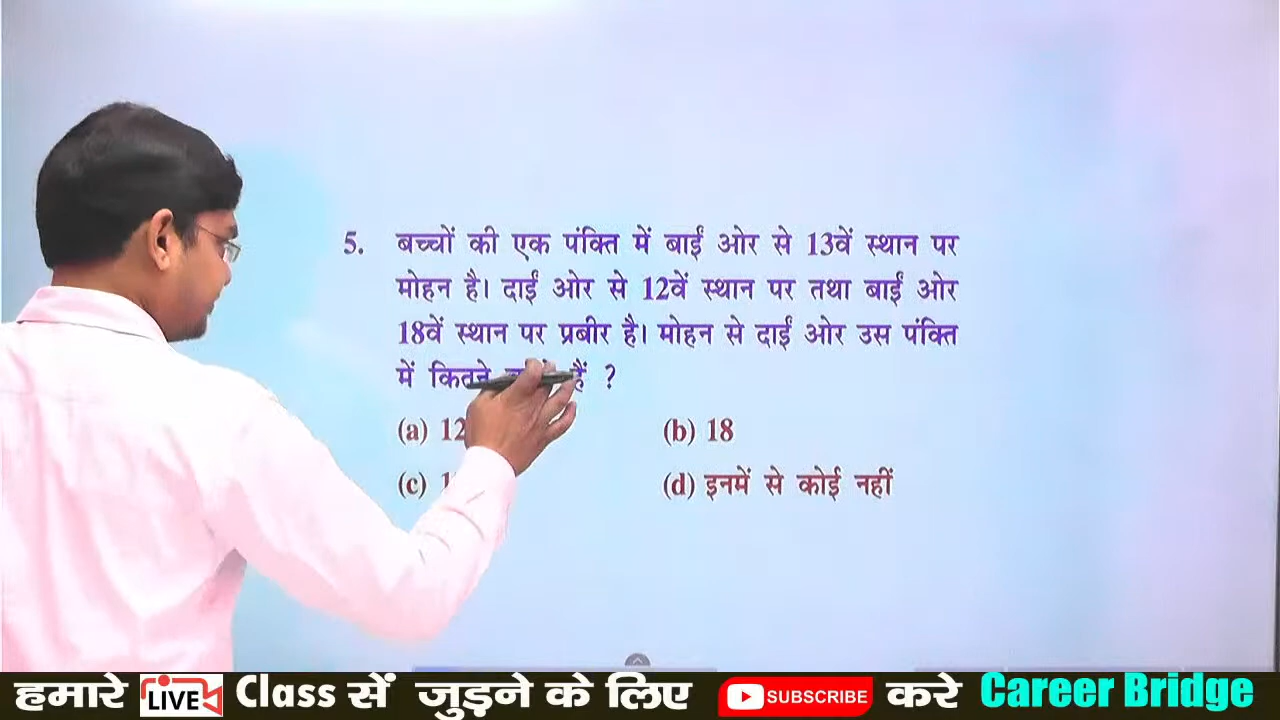 5. बच्चों की एक पंक्ति में बाईं ओर से 13वें स्थान पर
मोहन है। दाईं ओर से 12वें स्थान पर तथा बाईं ओर
18वें स्थान पर प्रबीर है। मोहन से दाईं ओर उस पंक्ति
में कितने हैं ?
(a) 12 (b) 18
(c) (d) इनमें से कोई नहीं
हमारे LIVE Class सें जुड़ने के लिए SUBSCRIBE करे Career Bridge